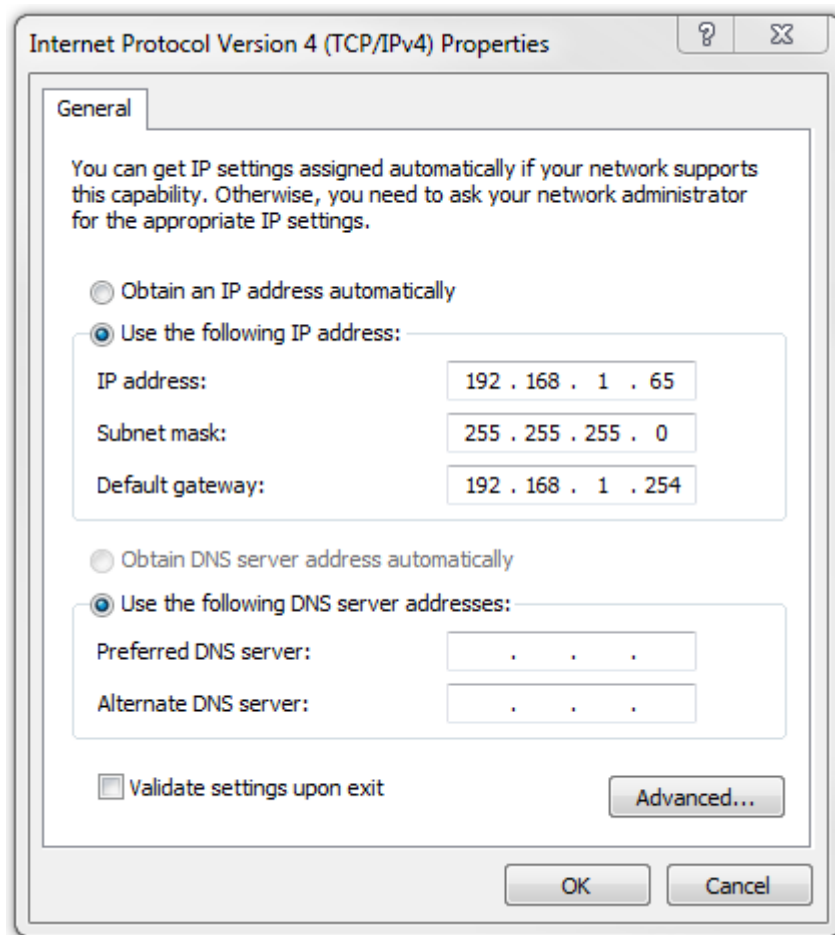 Internet Protocol Version 4 (TCP/IPv4) Properties
General
You can get IP settings assigned automatically if your network supports
this capability. Otherwise, you need to ask your network administrator
for the appropriate IP settings.
Obtain an IP address automatically
Use the following IP address:
IP address: 192 . 168 . 1 . 65
Subnet mask: 255 . 255 . 255 . 0
Default gateway: 192 . 168 . 1 . 254
Obtain DNS server address automatically
Use the following DNS server addresses:
Preferred DNS server: . . .
Alternate DNS server: . . .
Validate settings upon exit
Advanced...
OK Cancel